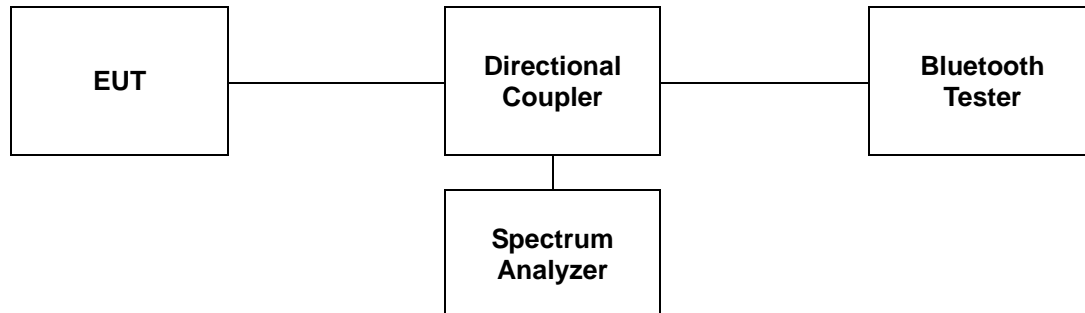 EUT
Directional
Coupler
Bluetooth
Tester
Spectrum
Analyzer